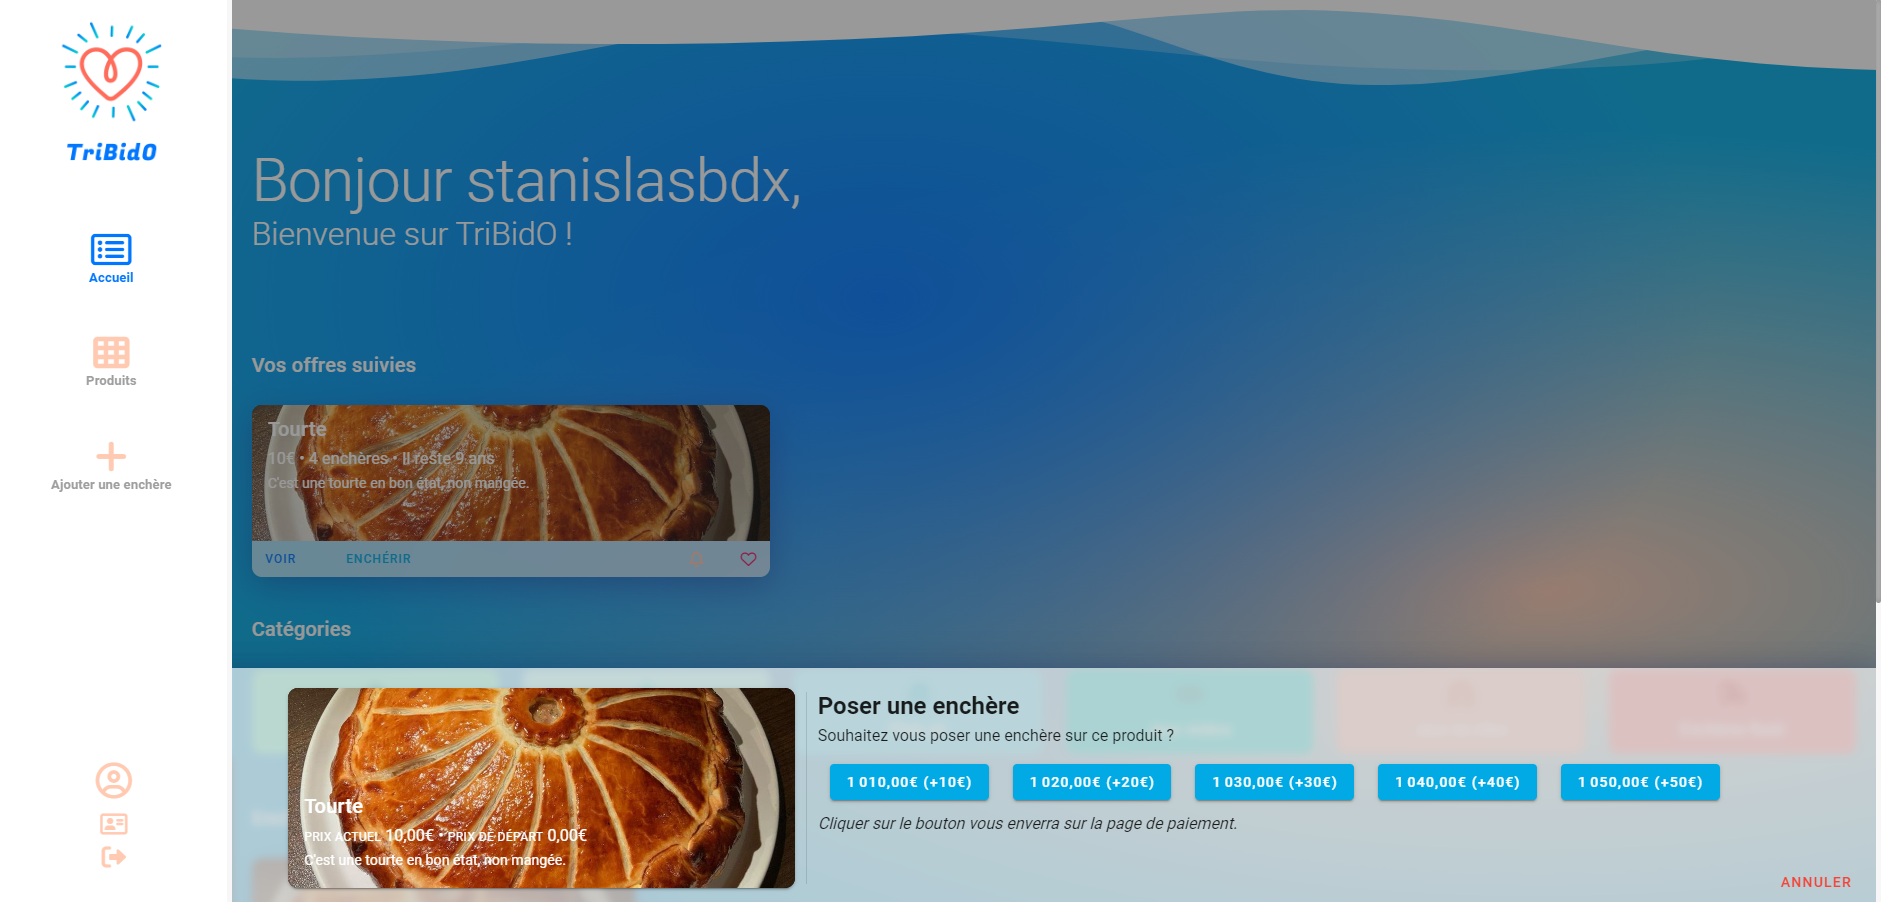 TriBidO
Accueil
Produits
Ajouter une enchère
Bonjour stanislasbdx,
Bienvenue sur TriBidO !
Vos offres suivies
Tourte
10€ • 4 enchères • Il reste 9 ans
C'est une tourte en bon état, non mangée.
VOIR ENCHÉRIR
Catégories
Tourte
PRIX ACTUEL 10,00€ • PRIX DE DÉPART 0,00€
C'est une tourte en bon état, non mangée.
Poser une enchère
Souhaitez vous poser une enchère sur ce produit ?
1 010,00€ (+10€) 1 020,00€ (+20€) 1 030,00€ (+30€) 1 040,00€ (+40€) 1 050,00€ (+50€)
Cliquer sur le bouton vous enverra sur la page de paiement.
ANNULER